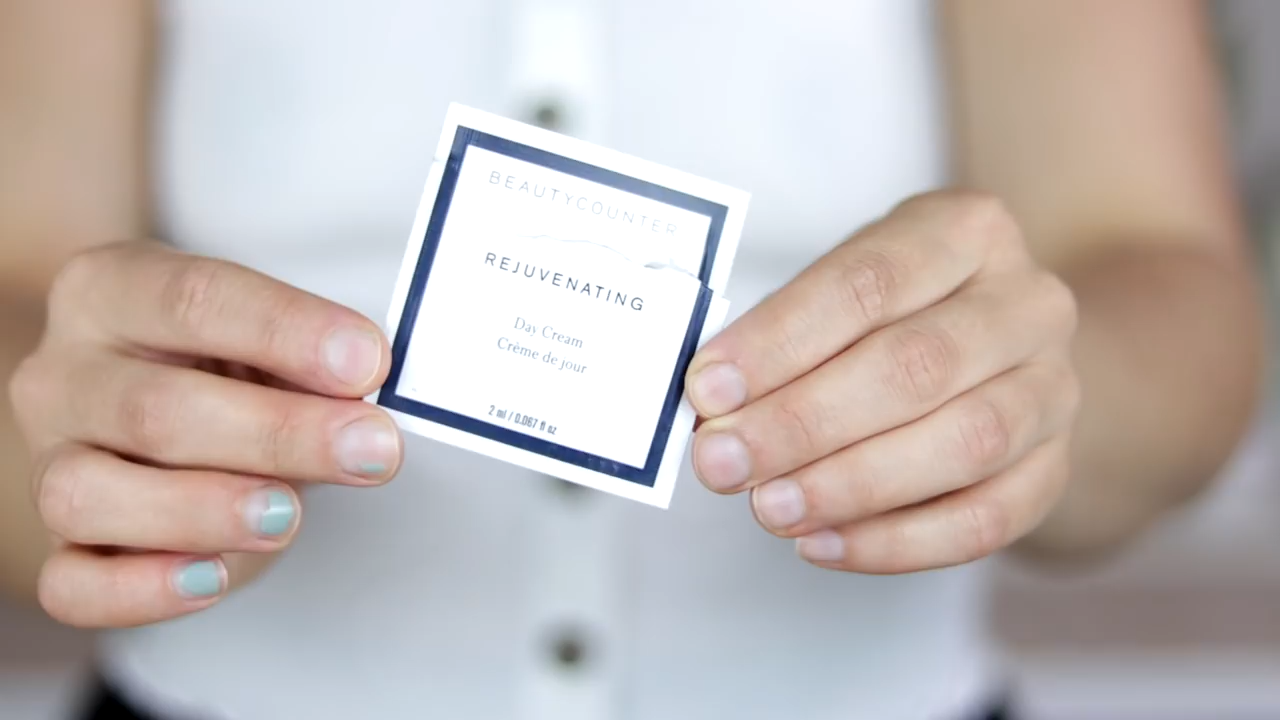 BEAUTYCOUNTER
REJUVENATING
Day Cream
Crème de jour
2 ml / 0.067 fl oz